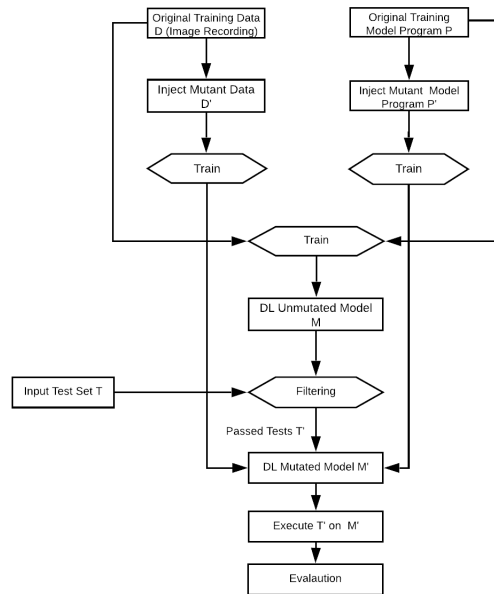 Original Training Data
D (Image Recording)
Original Training
Model Program P
Inject Mutant Data
D'
Inject Mutant Model
Program P'
Train
Train
Train
DL Unmutated Model
M
Input Test Set T
Filtering
Passed Tests T'
DL Mutated Model M'
Execute T' on M'
Evalaution